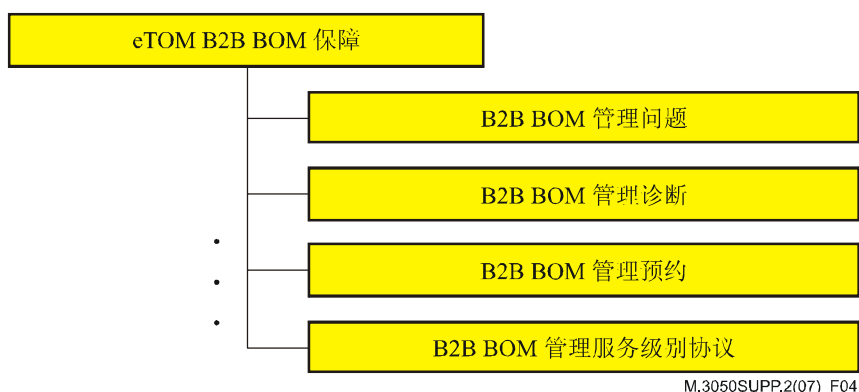 eTOM B2B BOM 保障
B2B BOM 管理问题
B2B BOM 管理诊断
B2B BOM 管理预约
B2B BOM 管理服务级别协议
M.3050SUPP.2(07)_F04